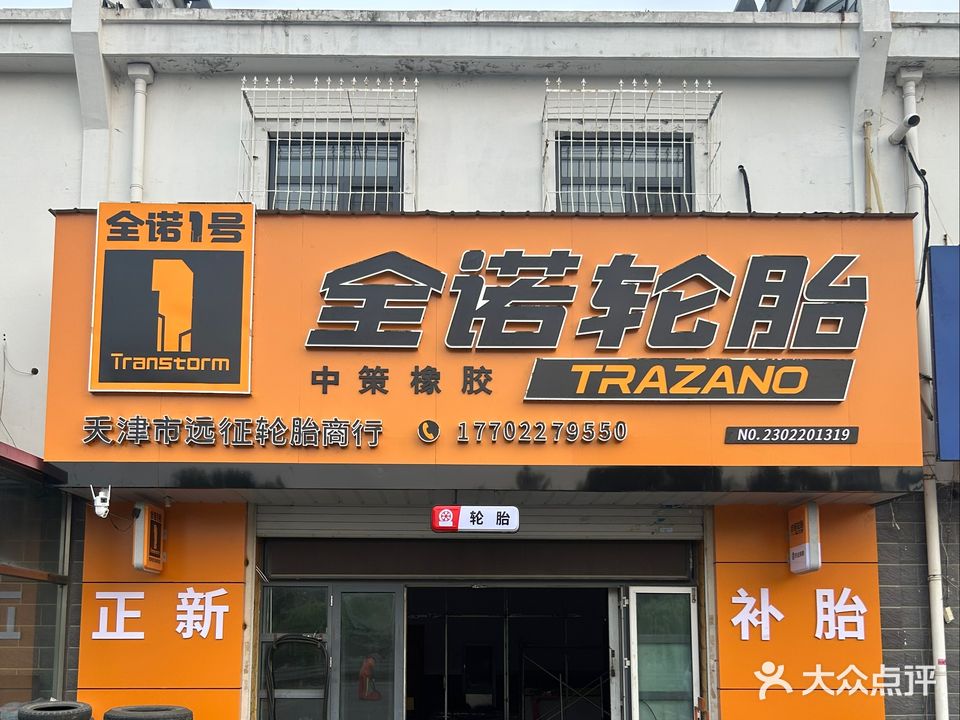 全诺1号
Transtorm
全诺轮胎
中策橡胶 TRAZANO
天津市远征轮胎商行 17702279550 NO.2302201319
轮胎
正新
补胎
大众点评